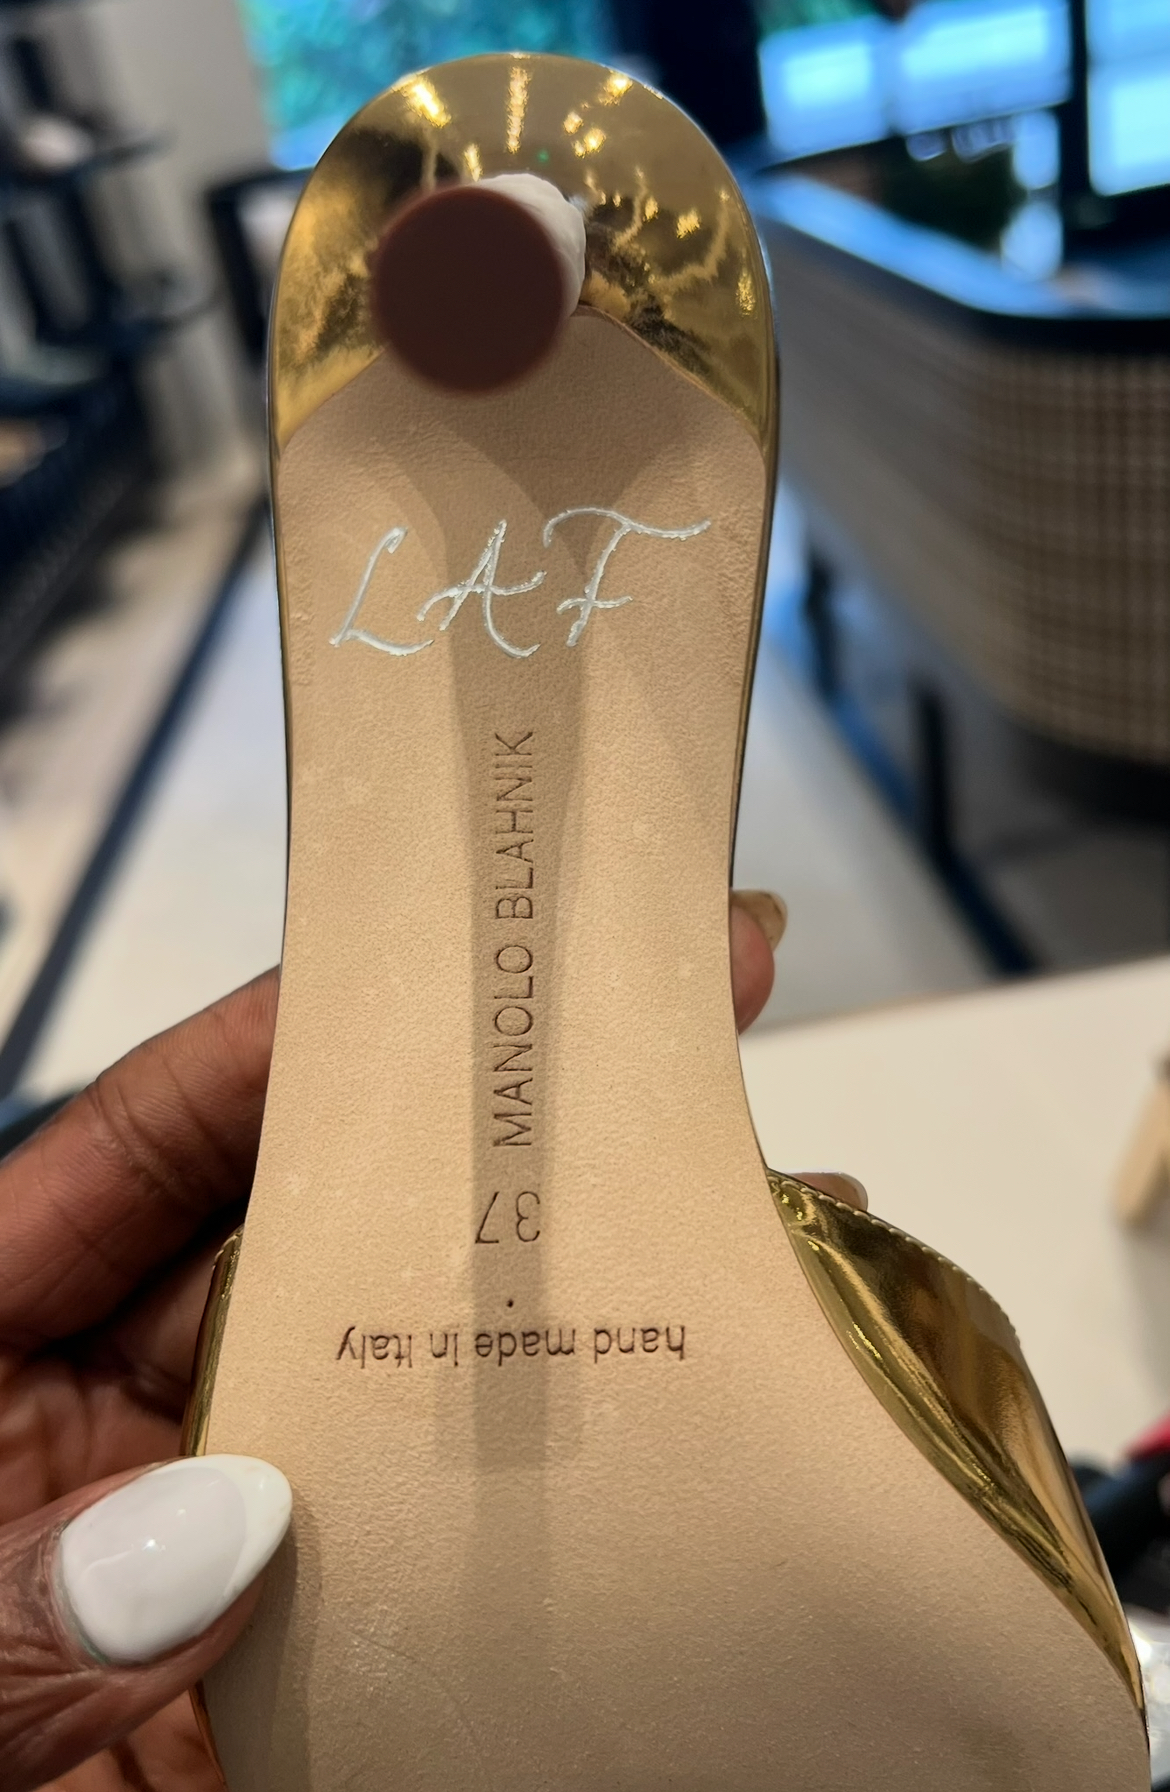 LAF
MANOLO BLAHNIK
37
hand made in Italy